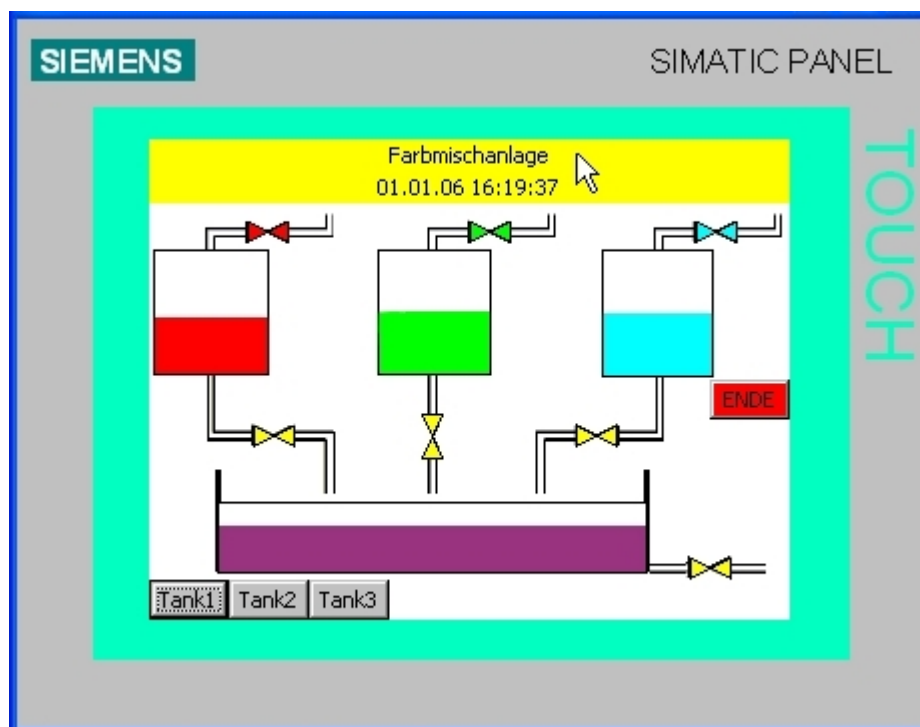 SIEMENS
SIMATIC PANEL
TOUCH
Farbmischanlage
01.01.06 16:19:37
ENDE
Tank1 Tank2 Tank3